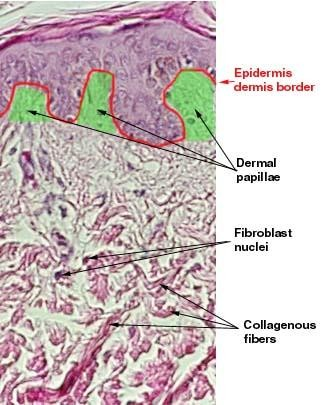 Epidermis
dermis border
Dermal
papillae
Fibroblast
nuclei
Collagenous
fibers